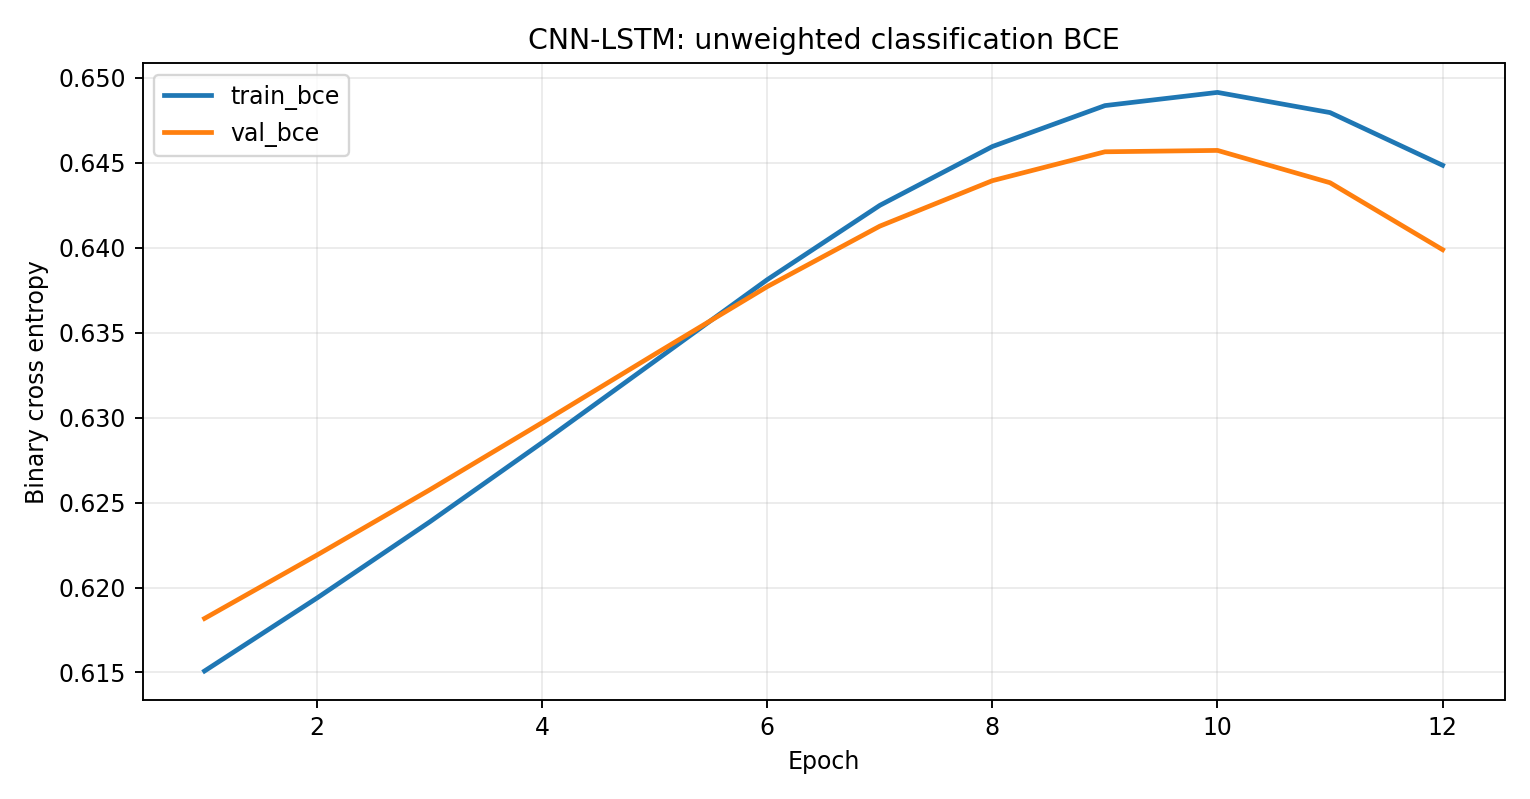 CNN-LSTM: unweighted classification BCE
train_bce
val_bce
Binary cross entropy
0.650
0.645
0.640
0.635
0.630
0.625
0.620
0.615
2 4 6 8 10 12
Epoch